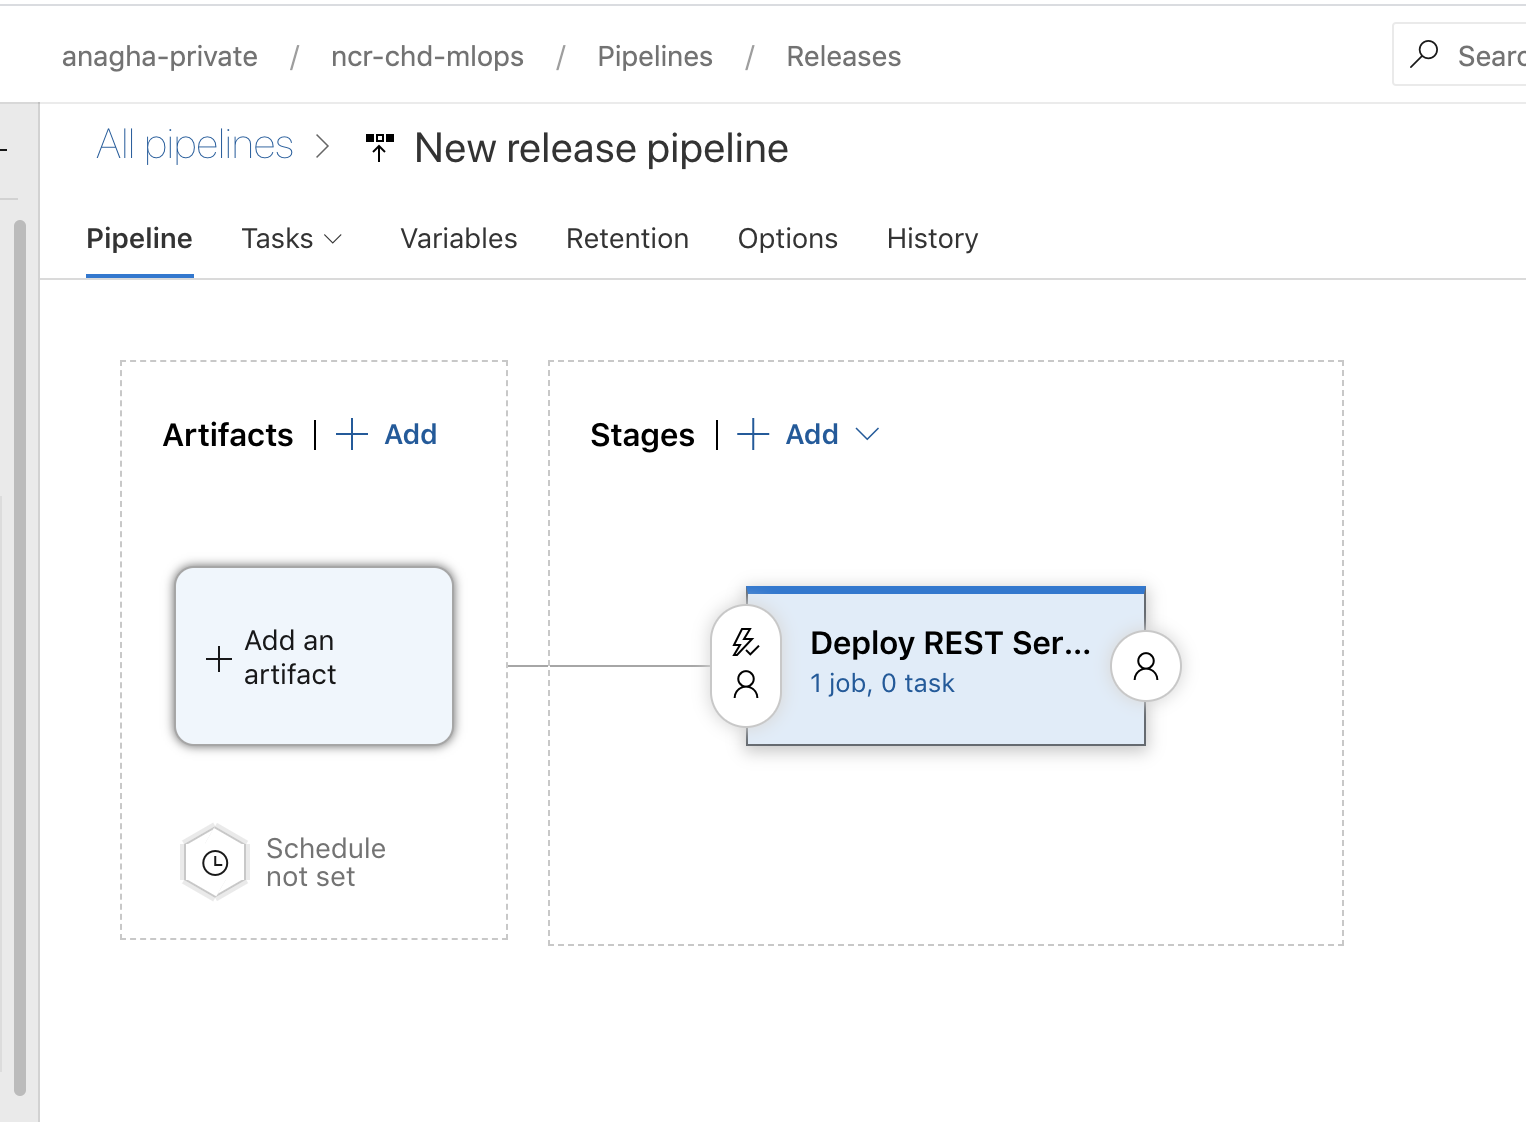 anagha-private / ncr-chd-mlops / Pipelines / Releases
All pipelines > New release pipeline
Pipeline Tasks Variables Retention Options History
Artifacts | + Add
Stages | + Add
+ Add an
artifact
Deploy REST Ser...
1 job, 0 task
Schedule
not set